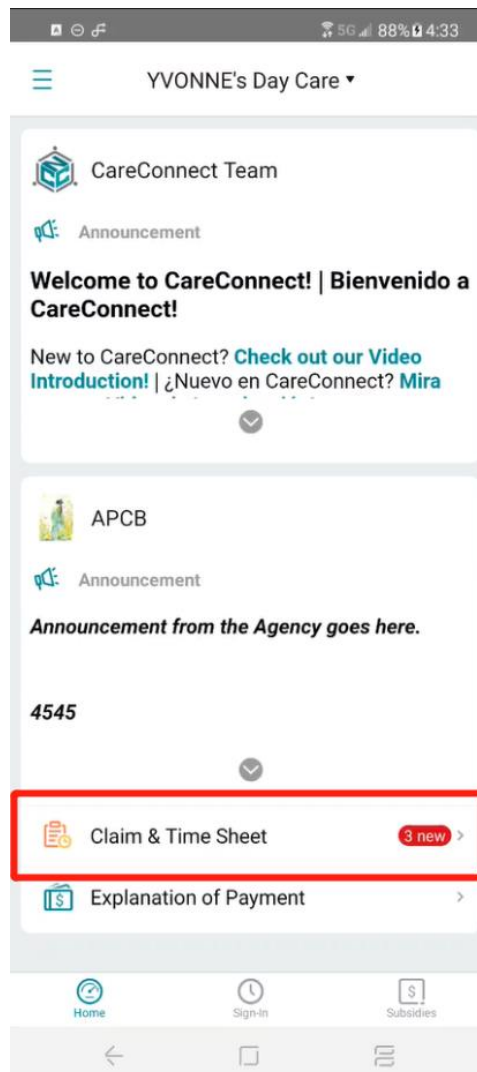 5G 88% 4:33
YVONNE's Day Care
CareConnect Team
Announcement
Welcome to CareConnect! | Bienvenido a
CareConnect!
New to CareConnect? Check out our Video
Introduction! | ¿Nuevo en CareConnect? Mira
APCB
Announcement
Announcement from the Agency goes here.
4545
Claim & Time Sheet 3 new
Explanation of Payment
Home Sign-In Subsidies